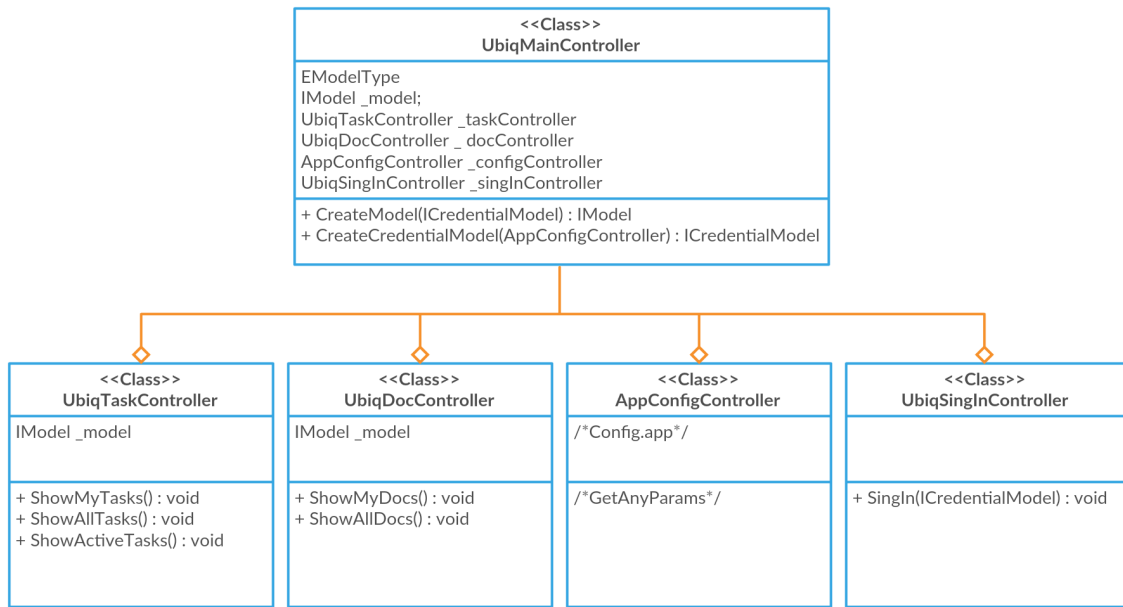 <<Class>>
UbiqMainController
EModelType
IModel _model;
UbiqTaskController _taskController
UbiqDocController _ docController
AppConfigController _configController
UbiqSingInController _singInController
+ CreateModel(ICredentialModel) : IModel
+ CreateCredentialModel(AppConfigController) : ICredentialModel
<<Class>>
UbiqTaskController
IModel _model
+ ShowMyTasks() : void
+ ShowAllTasks() : void
+ ShowActiveTasks() : void
<<Class>>
UbiqDocController
IModel _model
+ ShowMyDocs() : void
+ ShowAllDocs() : void
<<Class>>
AppConfigController
/*Config.app*/
/*GetAnyParams*/
<<Class>>
UbiqSingInController
+ SingIn(ICredentialModel) : void